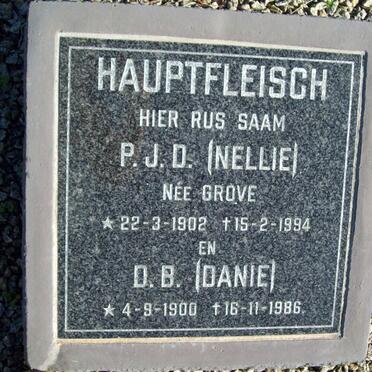 HAUPTFLEISCH
HIER RUS SAAM
P.J.D. (NELLIE)
NÉE GROVE
★ 22-3-1902 †15-2-1994
EN
D.B. (DANIE)
★ 4-9-1900 †16-11-1986.